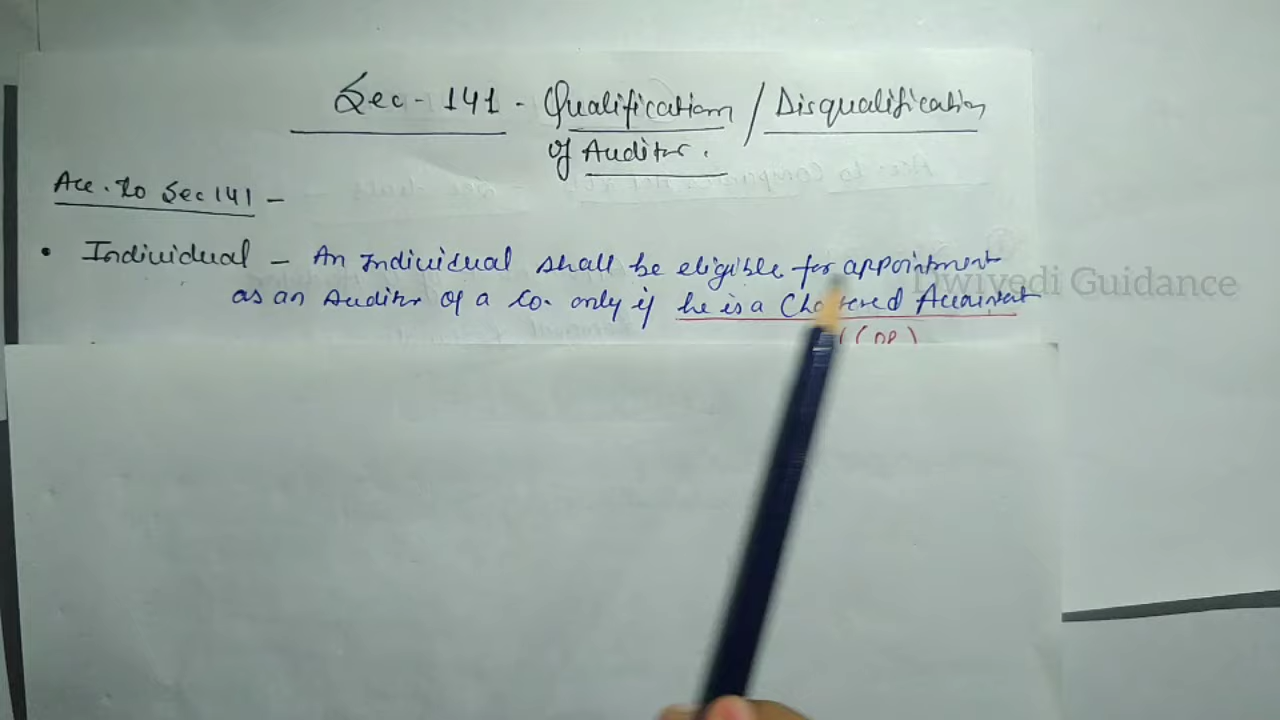 Sec - 141 - Qualification / Disqualification
of Auditor.
Acc. to Sec 141 -
• Individual - An individual shall be eligible for appointment
as an Auditor of a Co. only if he is a Chartered Accountant
Dwivedi Guidance